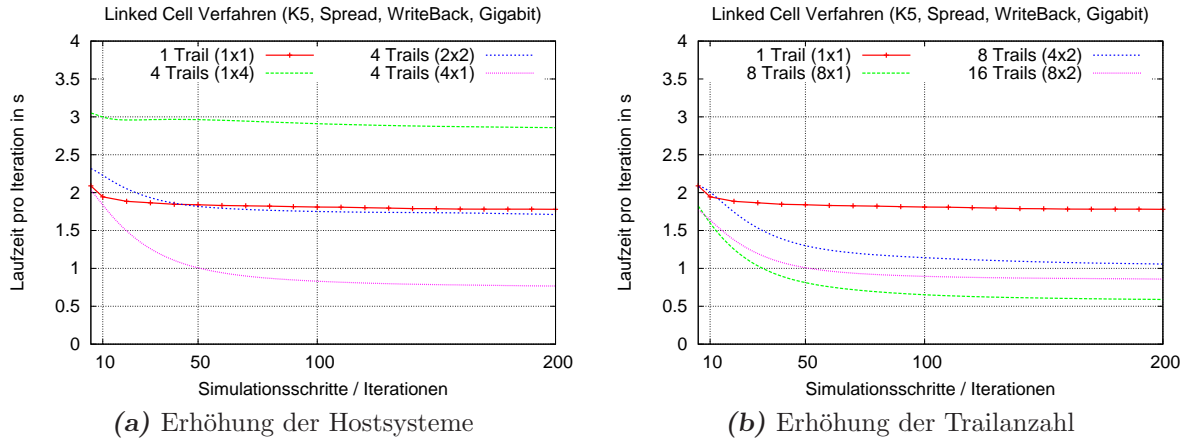 Linked Cell Verfahren (K5, Spread, WriteBack, Gigabit)
4
3.5
3
2.5
2
1.5
1
0.5
0
Laufzeit pro Iteration in s
1 Trail (1x1)
4 Trails (1x4)
4 Trails (2x2)
4 Trails (4x1)
10 50 100 200
Simulationsschritte / Iterationen
(a) Erhöhung der Hostsysteme
Linked Cell Verfahren (K5, Spread, WriteBack, Gigabit)
4
3.5
3
2.5
2
1.5
1
0.5
0
Laufzeit pro Iteration in s
1 Trail (1x1)
8 Trails (8x1)
8 Trails (4x2)
16 Trails (8x2)
10 50 100 200
Simulationsschritte / Iterationen
(b) Erhöhung der Trailanzahl